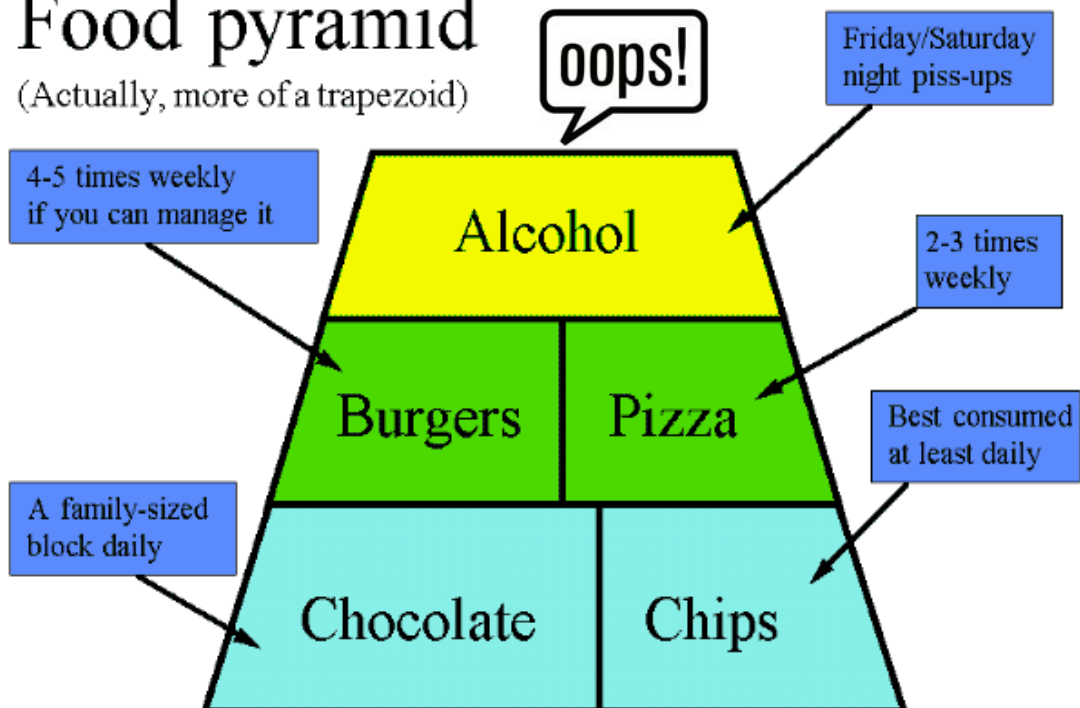 Food pyramid
(Actually, more of a trapezoid)
oops!
Friday/Saturday
night piss-ups
4-5 times weekly
if you can manage it
Alcohol
2-3 times
weekly
Burgers
Pizza
Best consumed
at least daily
A family-sized
block daily
Chocolate
Chips